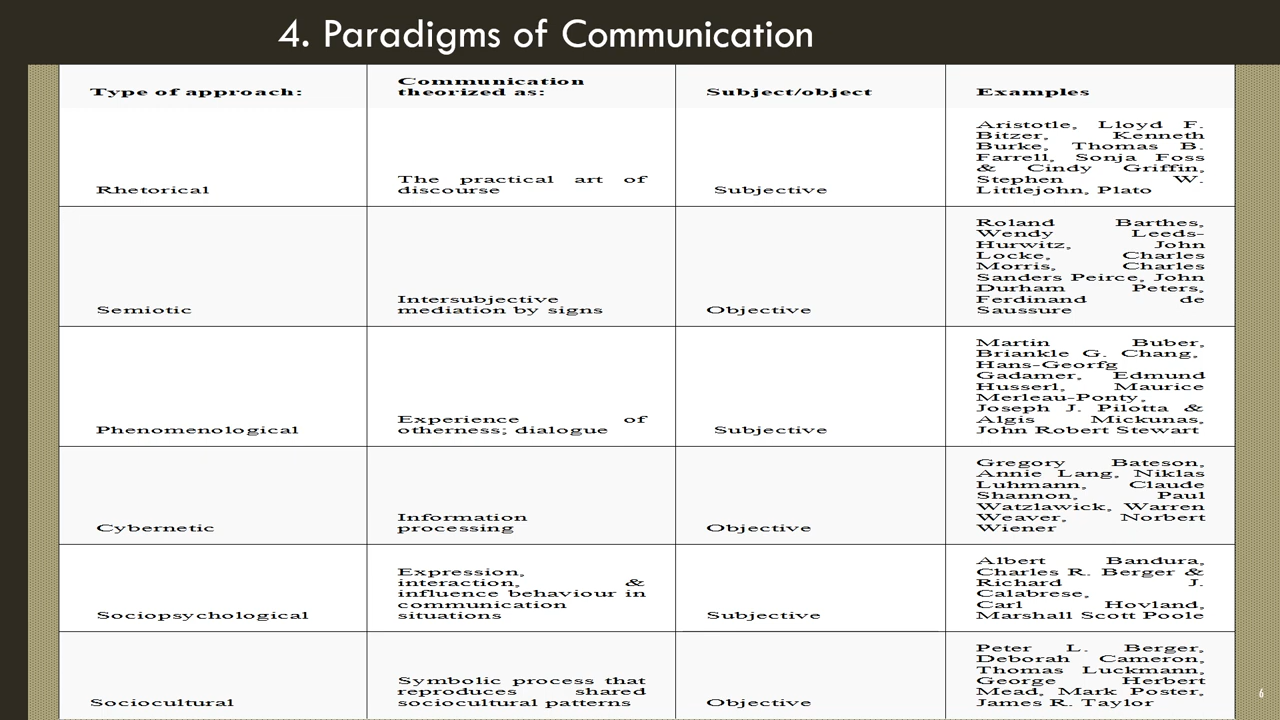 4. Paradigms of Communication
Type of approach:
Communication
theorized as:
Subject/object
Examples
Rhetorical
The practical art of
discourse
Subjective
Aristotle, Lloyd F.
Bitzer, Kenneth
Burke, Thomas B.
Farrell, Sonja Foss
& Cindy Griffin,
Stephen W.
Littlejohn, Plato
Semiotic
Intersubjective
mediation by signs
Objective
Roland Barthes,
Wendy Leeds-
Hurwitz, John
Locke, Charles
Morris, Charles
Sanders Peirce, John
Durham Peters,
Ferdinand de
Saussure
Phenomenological
Experience of
otherness; dialogue
Subjective
Martin Buber,
Briankle G. Chang,
Hans-Georfg
Gadamer, Edmund
Husserl, Maurice
Merleau-Ponty,
Joseph J. Pilotta &
Algis Mickunas,
John Robert Stewart
Cybernetic
Information
processing
Objective
Gregory Bateson,
Annie Lang, Niklas
Luhmann, Claude
Shannon, Paul
Watzlawick, Warren
Weaver, Norbert
Wiener
Sociopsychological
Expression,
interaction, &
influence behaviour in
communication
situations
Subjective
Albert Bandura,
Charles R. Berger &
Richard J.
Calabrese,
Carl Hovland,
Marshall Scott Poole
Sociocultural
Symbolic process that
reproduces shared
sociocultural patterns
Objective
Peter L. Berger,
Deborah Cameron,
Thomas Luckmann,
George Herbert
Mead, Mark Poster,
James R. Taylor
6